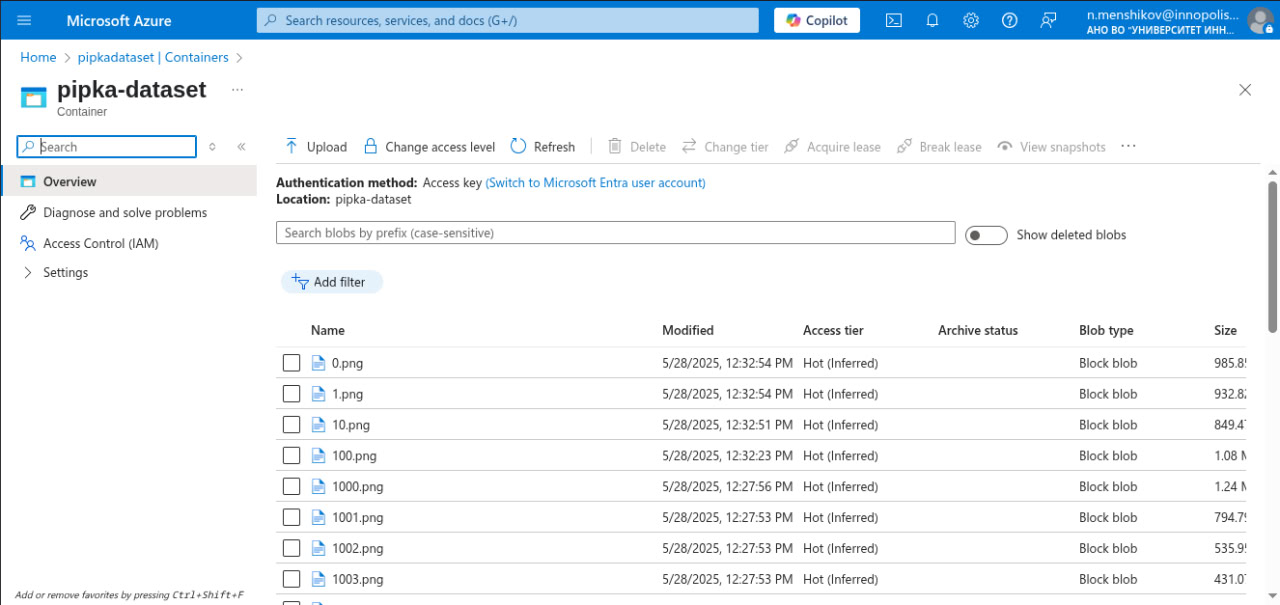 Microsoft Azure
Search resources, services, and docs (G+/)
Copilot
n.menshikov@innopolis...
АНО ВО "УНИВЕРСИТЕТ ИНН...
Home > pipkadataset | Containers >
pipka-dataset ...
Container
Search
Overview
Diagnose and solve problems
Access Control (IAM)
Settings
Add or remove favorites by pressing Ctrl+Shift+F
Upload Change access level Refresh Delete Change tier Acquire lease Break lease View snapshots ...
Authentication method: Access key (Switch to Microsoft Entra user account)
Location: pipka-dataset
Search blobs by prefix (case-sensitive)
Show deleted blobs
Add filter
Name Modified Access tier Archive status Blob type Size
0.png 5/28/2025, 12:32:54 PM Hot (Inferred) Block blob 985.8
1.png 5/28/2025, 12:32:54 PM Hot (Inferred) Block blob 932.8
10.png 5/28/2025, 12:32:51 PM Hot (Inferred) Block blob 849.4
100.png 5/28/2025, 12:32:23 PM Hot (Inferred) Block blob 1.08
1000.png 5/28/2025, 12:27:56 PM Hot (Inferred) Block blob 1.24
1001.png 5/28/2025, 12:27:53 PM Hot (Inferred) Block blob 794.7
1002.png 5/28/2025, 12:27:53 PM Hot (Inferred) Block blob 535.9
1003.png 5/28/2025, 12:27:53 PM Hot (Inferred) Block blob 431.0